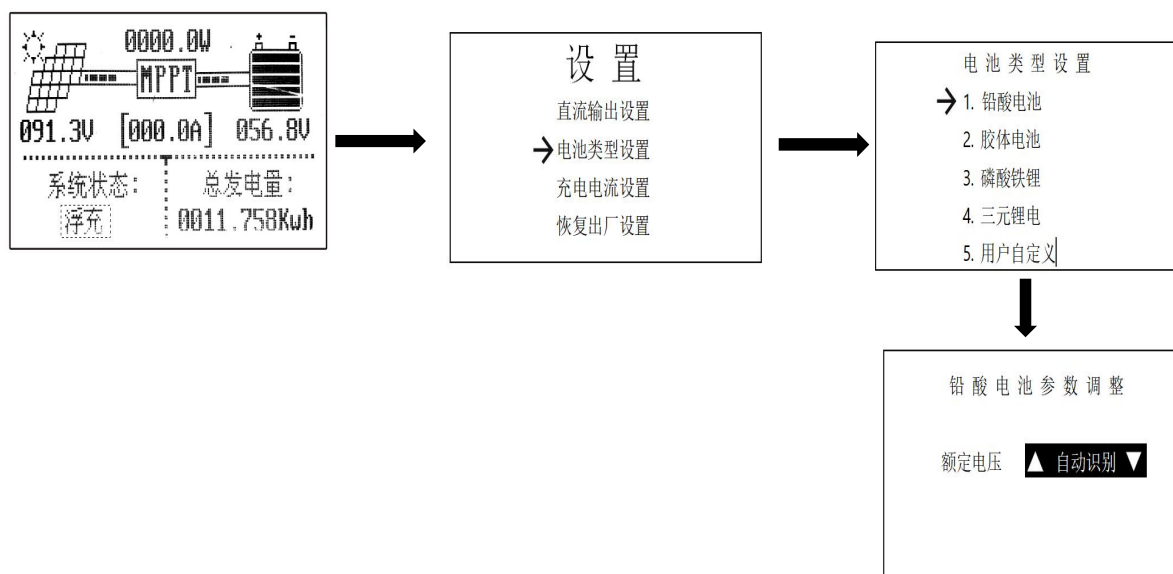 0000.0W
+ -
MPPT
091.3V [000.0A] 056.8V
系统状态: 总发电量:
浮充 0011.758Kwh
设置
直流输出设置
电池类型设置
充电电流设置
恢复出厂设置
电池类型设置
1. 铅酸电池
2. 胶体电池
3. 磷酸铁锂
4. 三元锂电
5. 用户自定义
铅酸电池参数调整
额定电压 ▲ 自动识别 ▼